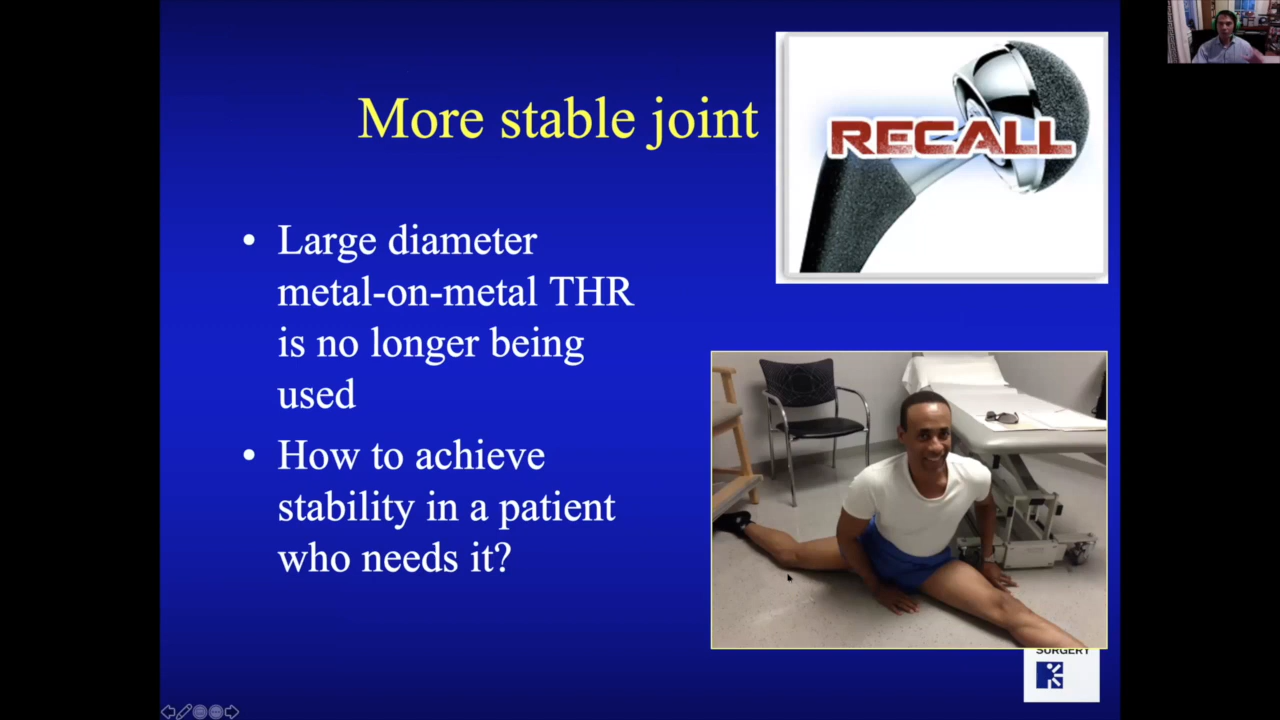 More stable joint
RECALL
• Large diameter
metal-on-metal THR
is no longer being
used
• How to achieve
stability in a patient
who needs it?
SURGERY